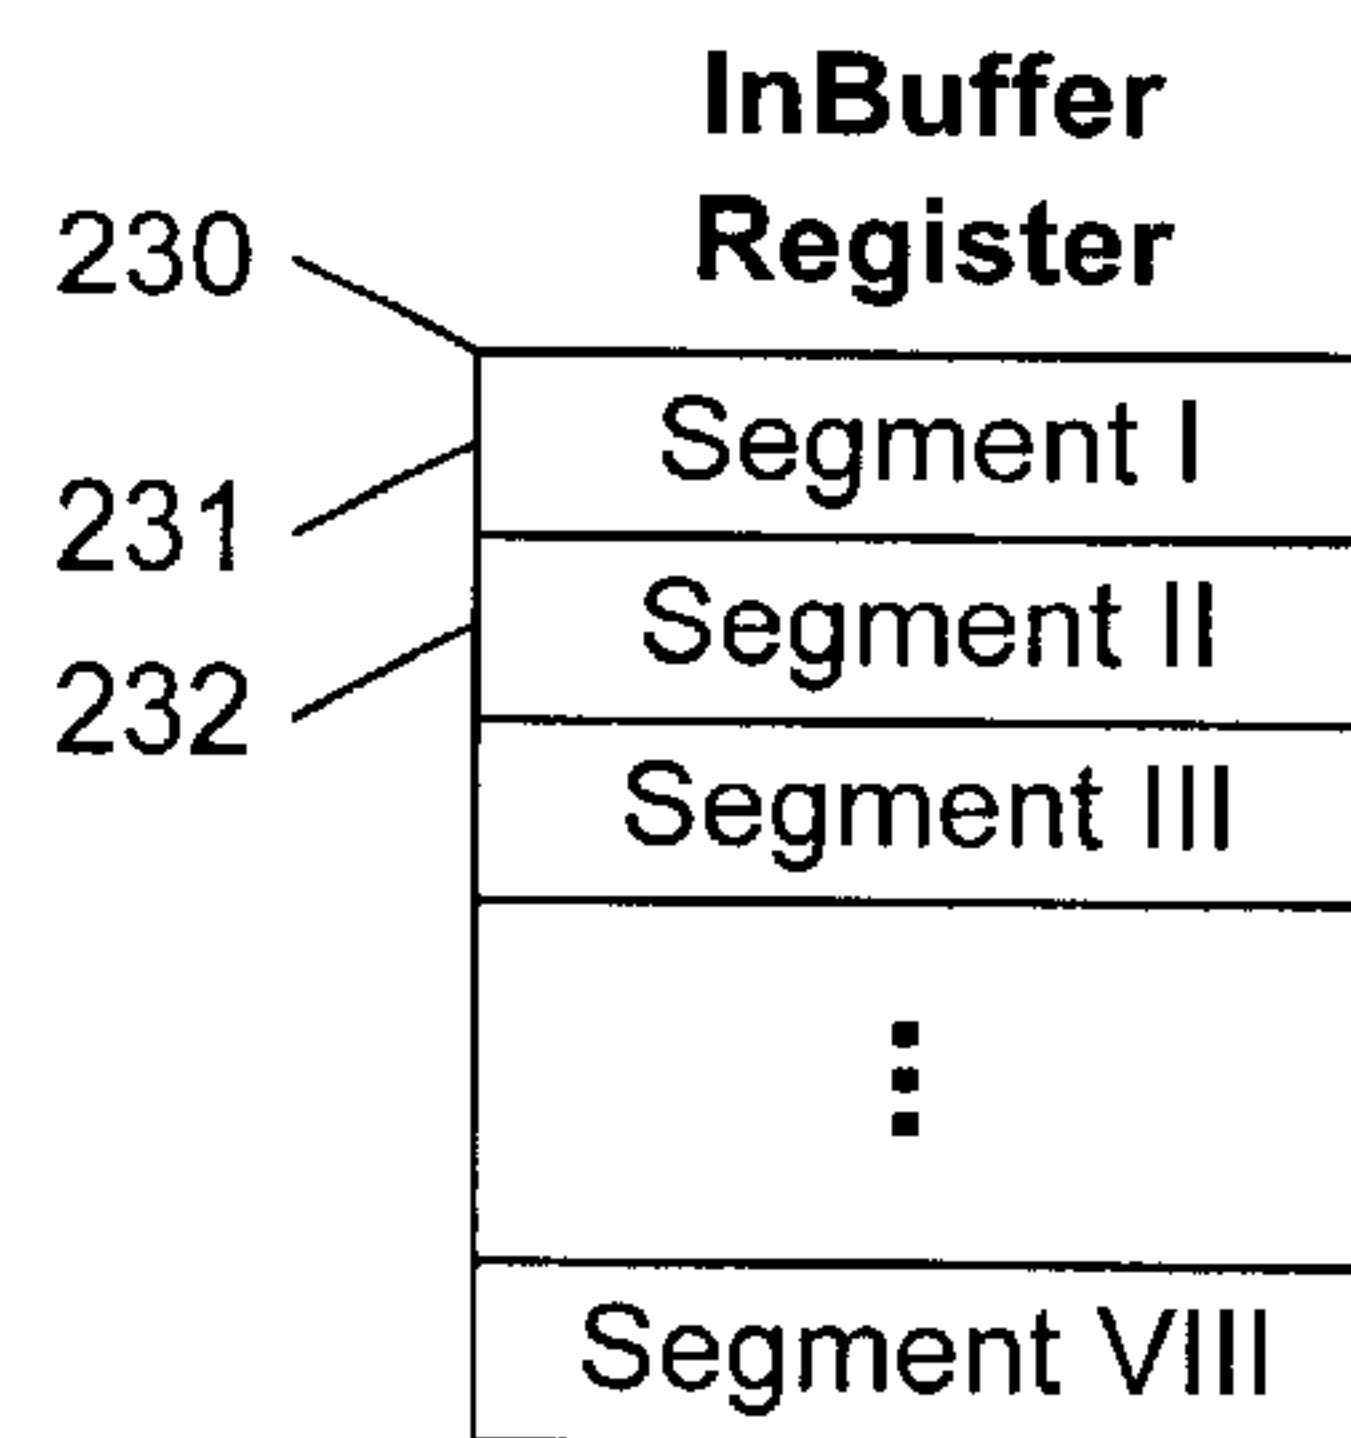 InBuffer
Register
230
Segment I
231
Segment II
232
Segment III
Segment VIII